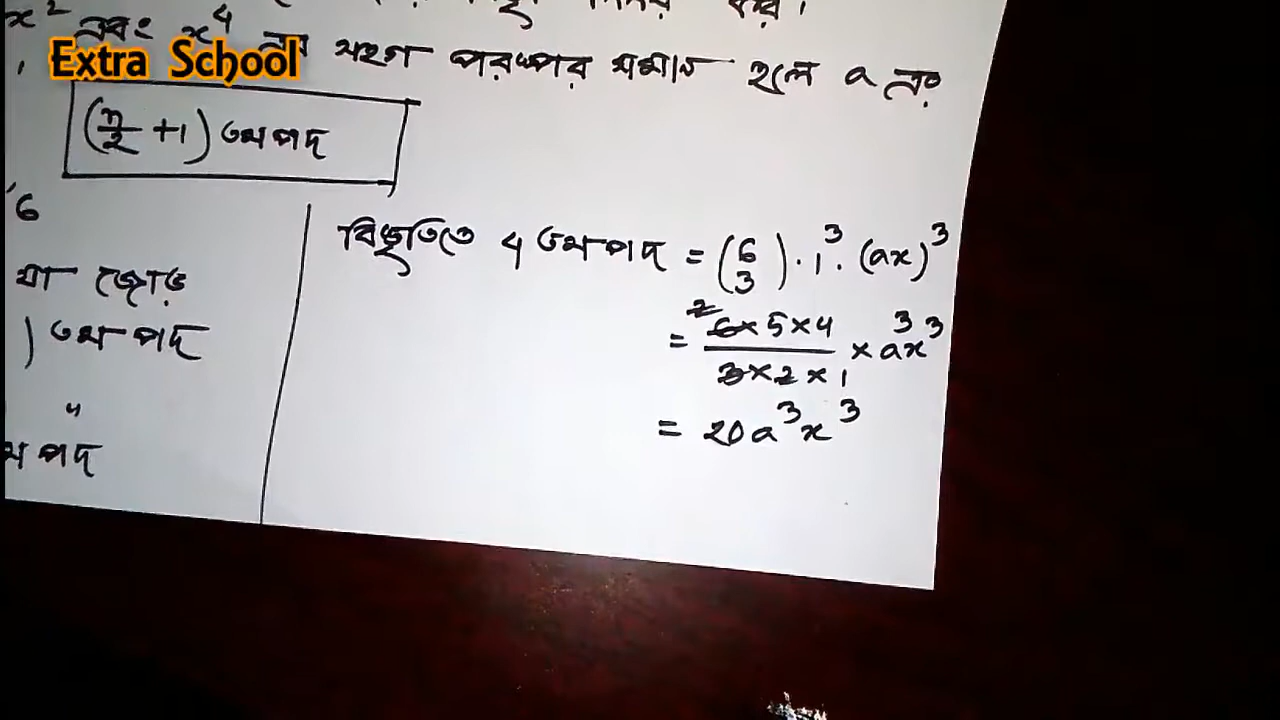 x² এবং x⁴ এর সহগ পরস্পর সমান হলে a এর
Extra School
(n/2 + 1) তম পদ
6
যা জোড়
) তম পদ
"
ম পদ
বিস্তৃতিতে 4 তম পদ = (6 3) . 1³. (ax)³
= 6×5×4 / 3×2×1 × a³x³
2
= 20a³x³